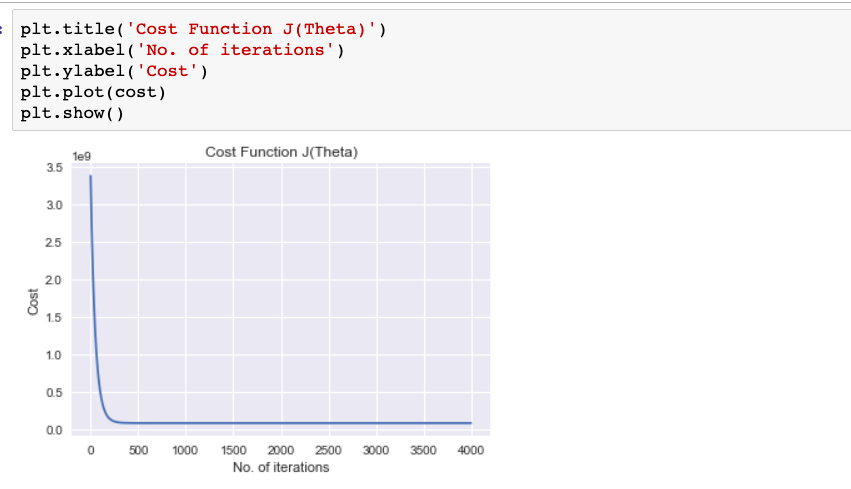 :
plt.title('Cost Function J(Theta)')
plt.xlabel('No. of iterations')
plt.ylabel('Cost')
plt.plot(cost)
plt.show()
Cost Function J(Theta)
1e9
3.5
3.0
2.5
2.0
1.5
1.0
0.5
0.0
Cost
0 500 1000 1500 2000 2500 3000 3500 4000
No. of iterations